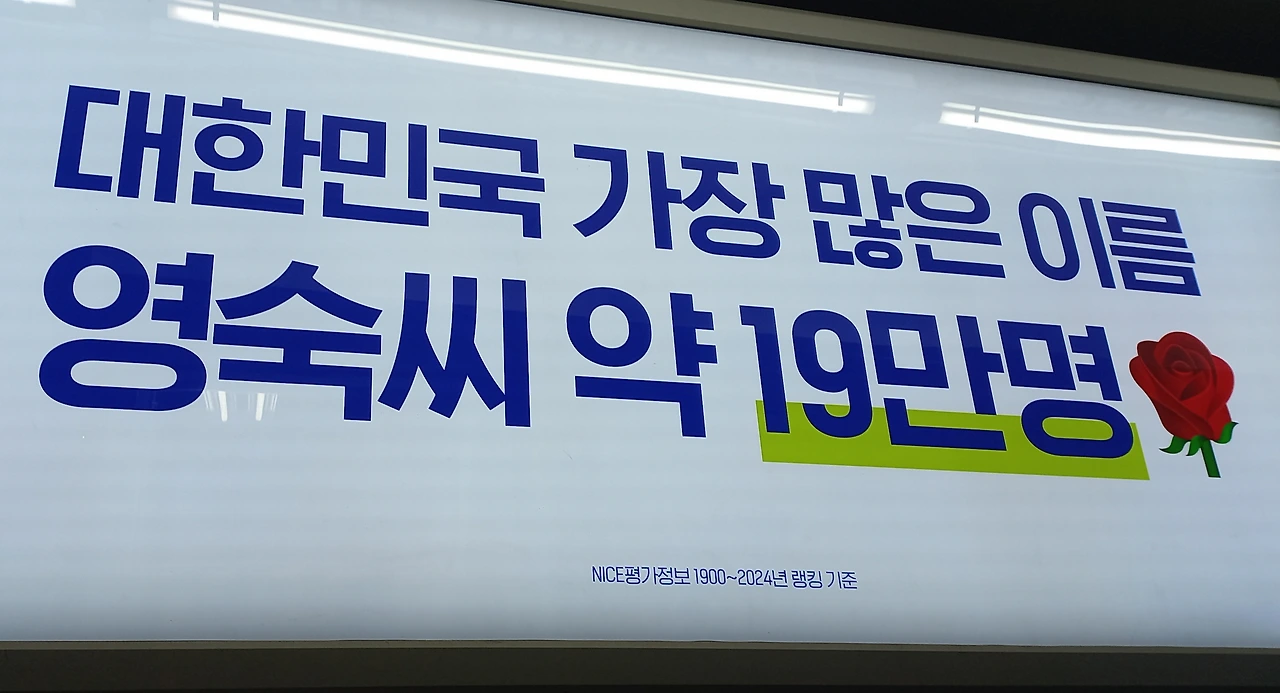 대한민국 가장 많은 이름
영숙씨 약 19만명
NICE평가정보 1900~2024년 랭킹 기준